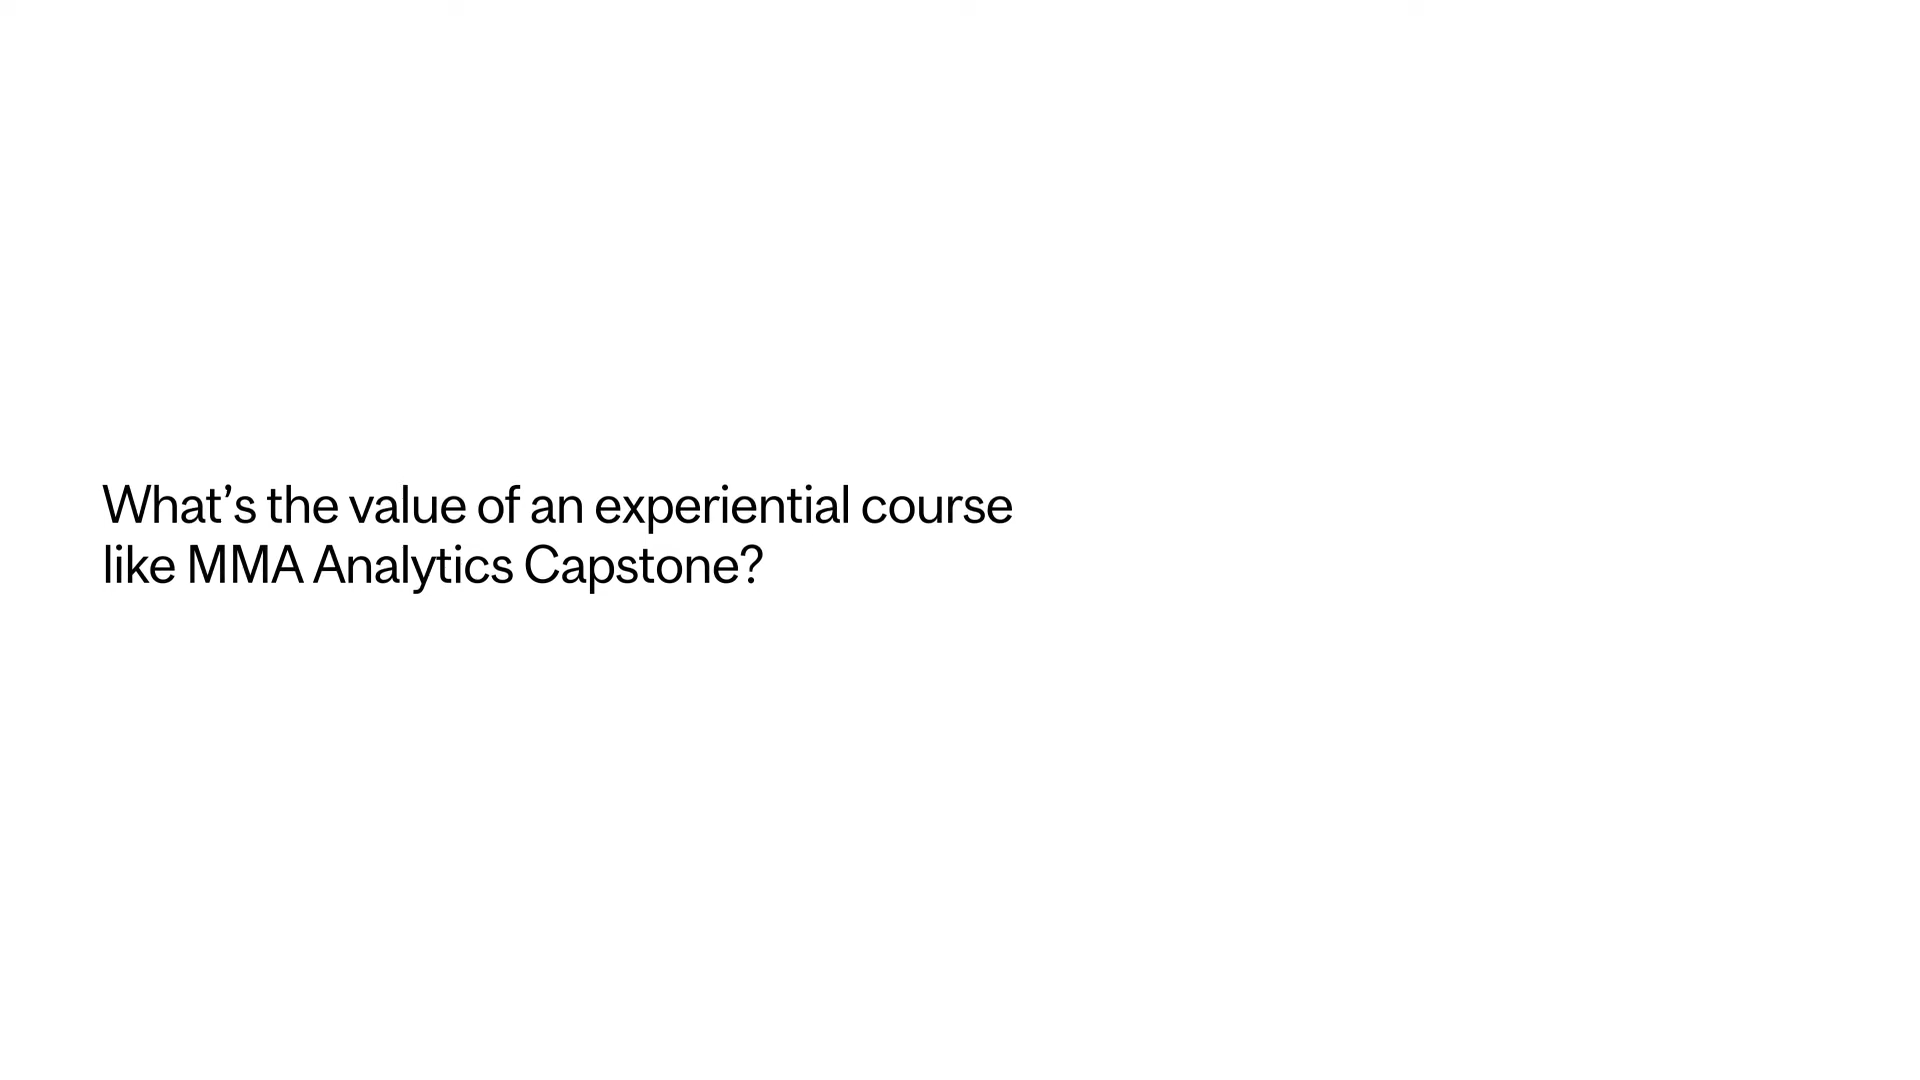 What’s the value of an experiential course
like MMA Analytics Capstone?